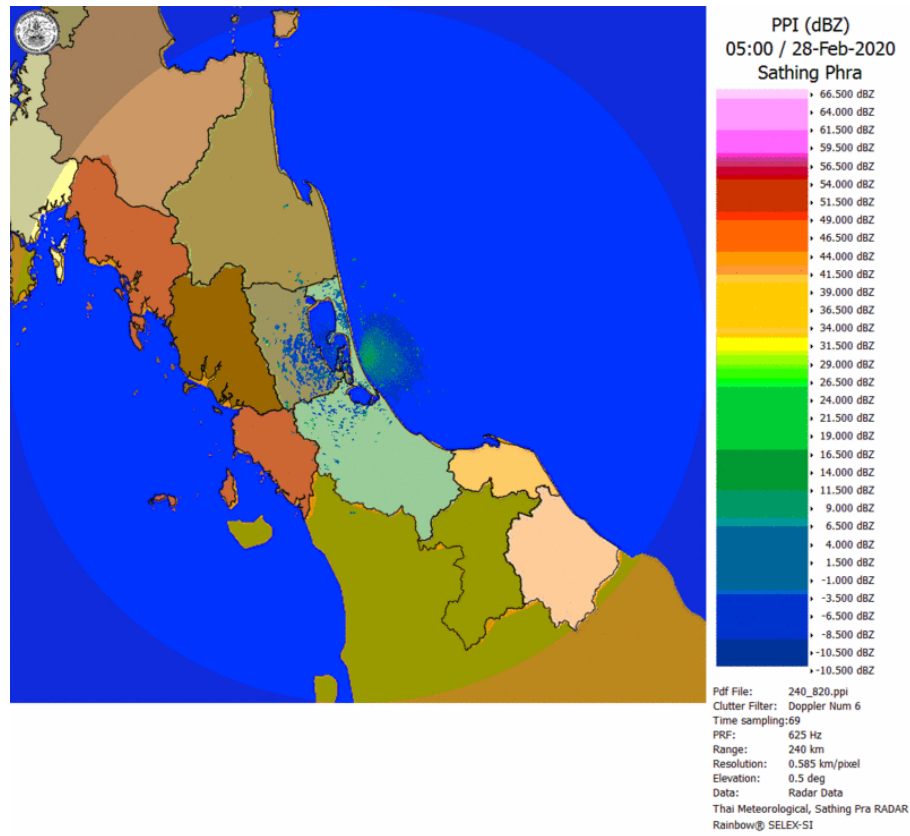 PPI (dBZ)
05:00 / 28-Feb-2020
Sathing Phra
66.500 dBZ
64.000 dBZ
61.500 dBZ
59.500 dBZ
56.500 dBZ
54.000 dBZ
51.500 dBZ
49.000 dBZ
46.500 dBZ
44.000 dBZ
41.500 dBZ
39.000 dBZ
36.500 dBZ
34.000 dBZ
31.500 dBZ
29.000 dBZ
26.500 dBZ
24.000 dBZ
21.500 dBZ
19.000 dBZ
16.500 dBZ
14.000 dBZ
11.500 dBZ
9.000 dBZ
6.500 dBZ
4.000 dBZ
1.500 dBZ
-1.000 dBZ
-3.500 dBZ
-6.500 dBZ
-8.500 dBZ
-10.500 dBZ
-10.500 dBZ
Pdf File: 240_820.ppi
Clutter Filter: Doppler Num 6
Time sampling:69
PRF: 625 Hz
Range: 240 km
Resolution: 0.585 km/pixel
Elevation: 0.5 deg
Data: Radar Data
Thai Meteorological, Sathing Pra RADAR
Rainbow® SELEX-SI